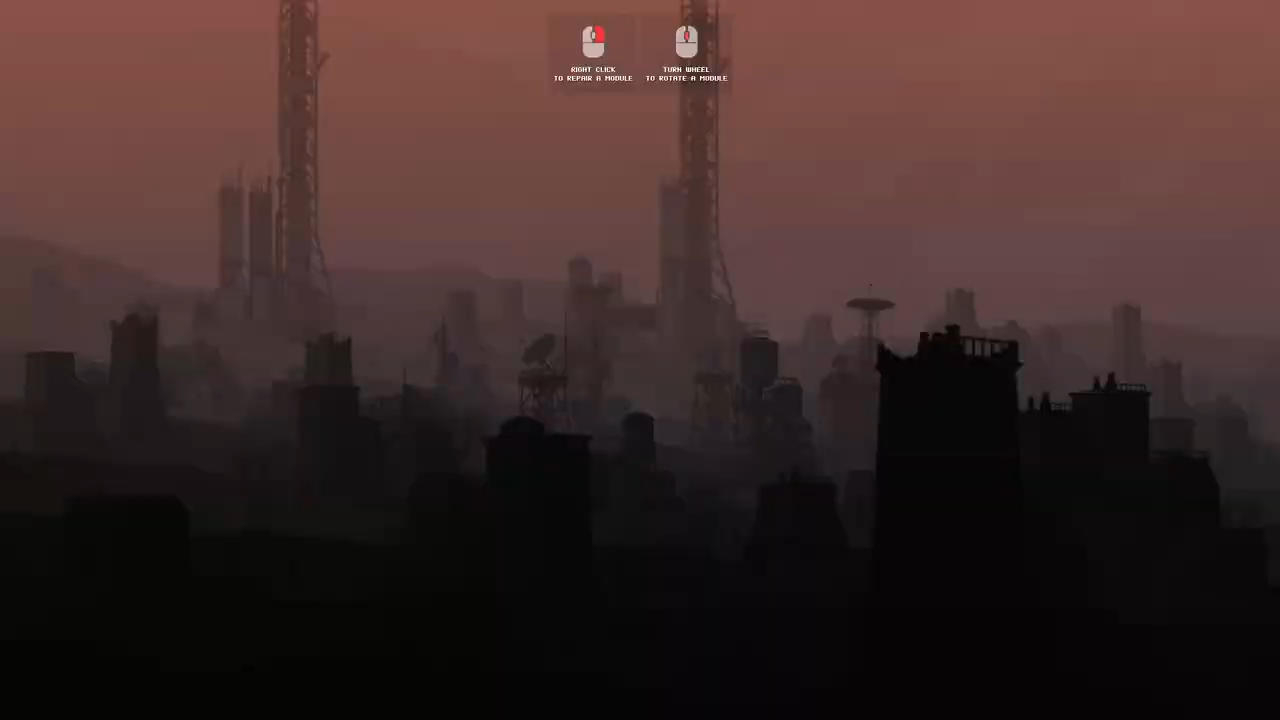 RIGHT CLICK
TO REPAIR A MODULE
TURN WHEEL
TO ROTATE A MODULE